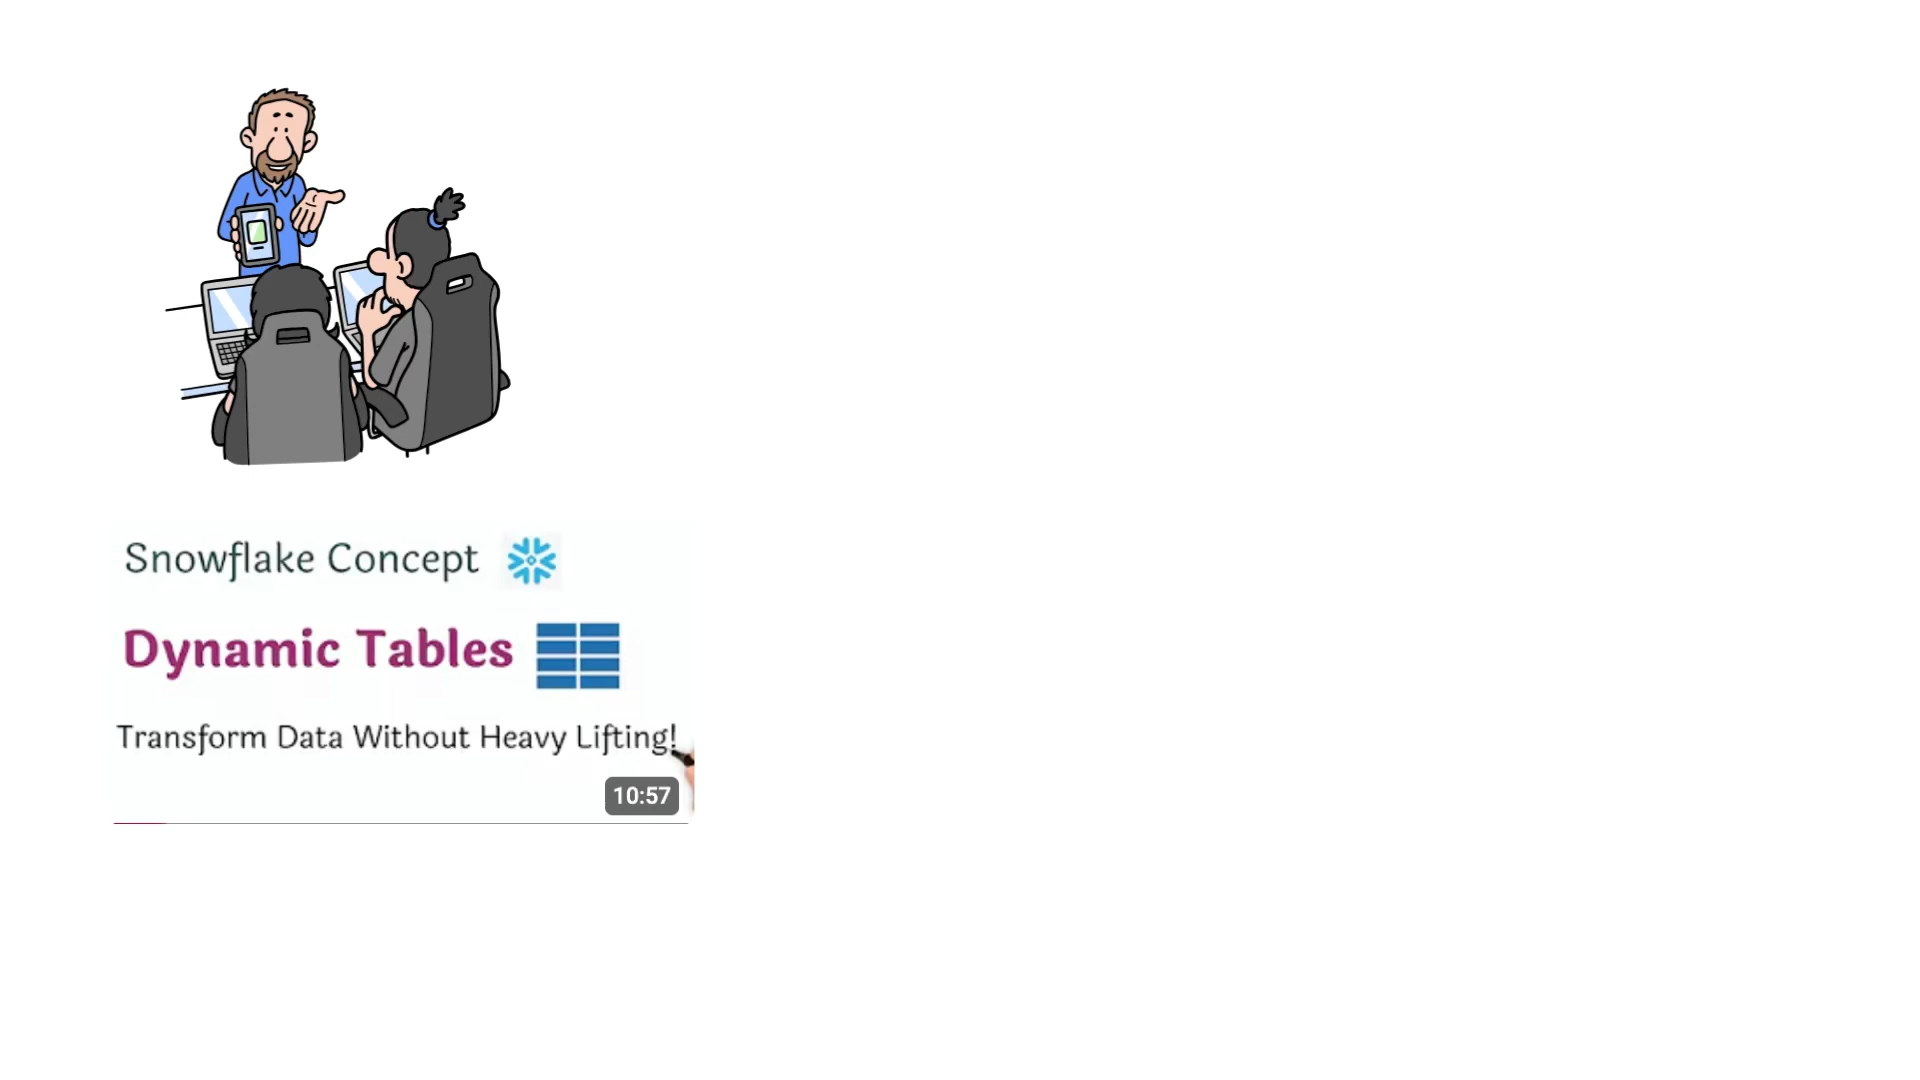 Snowflake Concept
Dynamic Tables
Transform Data Without Heavy Lifting!
10:57